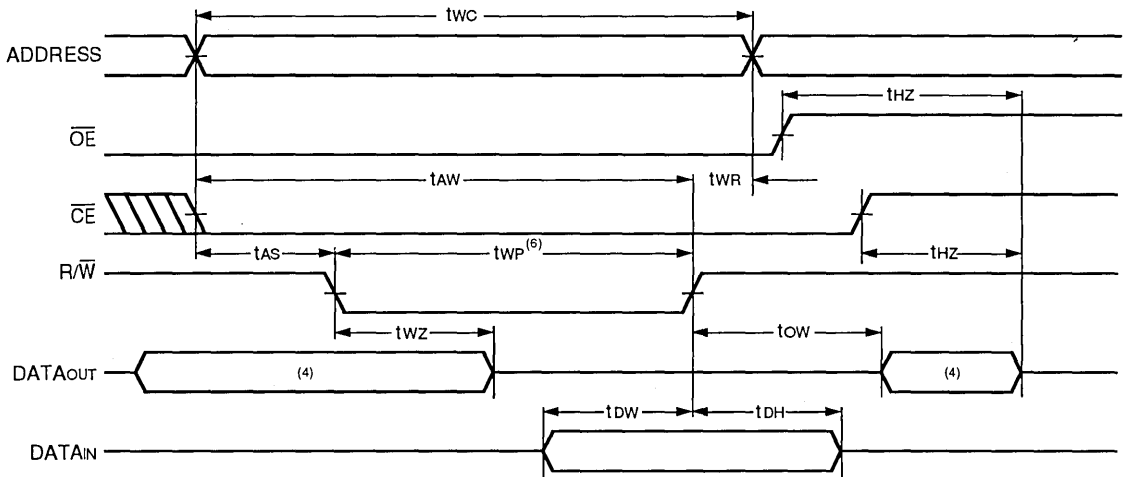 tWC
ADDRESS
tHZ
OE
tAW
tWR
CE
tAS
tWP(6)
tHZ
R/W
tWZ
tOW
DATAOUT
(4)
(4)
tDW
tDH
DATAIN